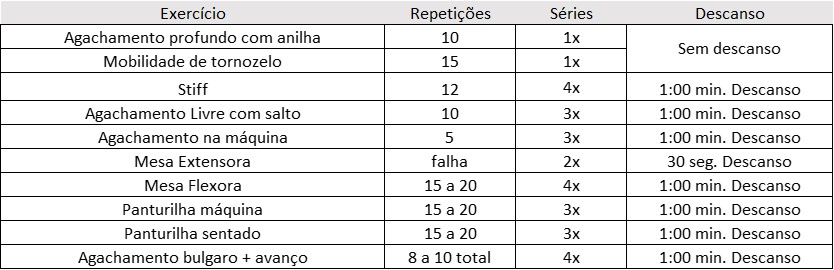 Exercício Repetições Séries Descanso
Agachamento profundo com anilha 10 1x Sem descanso
Mobilidade de tornozelo 15 1x
Stiff 12 4x 1:00 min. Descanso
Agachamento Livre com salto 10 3x 1:00 min. Descanso
Agachamento na máquina 5 3x 1:00 min. Descanso
Mesa Extensora falha 2x 30 seg. Descanso
Mesa Flexora 15 a 20 4x 1:00 min. Descanso
Panturilha máquina 15 a 20 3x 1:00 min. Descanso
Panturilha sentado 15 a 20 3x 1:00 min. Descanso
Agachamento bulgaro + avanço 8 a 10 total 4x 1:00 min. Descanso